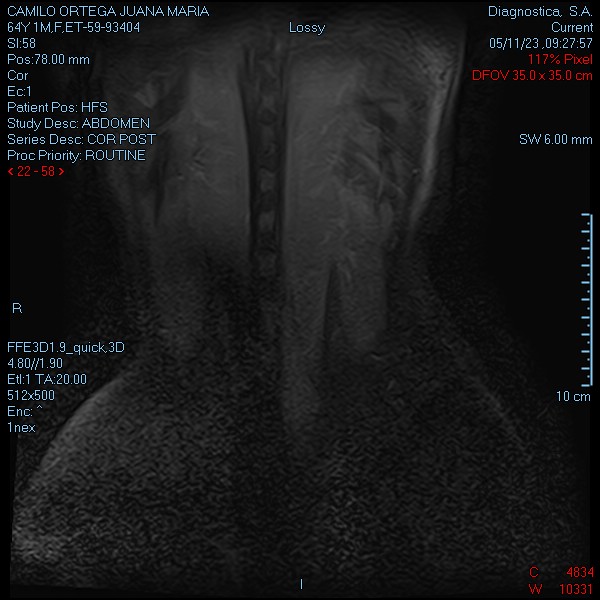 CAMILO ORTEGA JUANA MARIA
64Y 1M,F,ET-59-93404
Sl:58
Pos:78.00 mm
Cor
Ec:1
Patient Pos: HFS
Study Desc: ABDOMEN
Series Desc: COR POST
Proc Priority: ROUTINE
< 22 - 58 >
Lossy
Diagnostica, S.A.
Current
05/11/23 ,09:27:57
117% Pixel
DFOV 35.0 x 35.0 cm
SW 6.00 mm
R
FFE3D1.9_quick,3D
4.80//1.90
Etl:1 TA:20.00
512x500
Enc: ^
1nex
10 cm
I
C 4834
W 10331